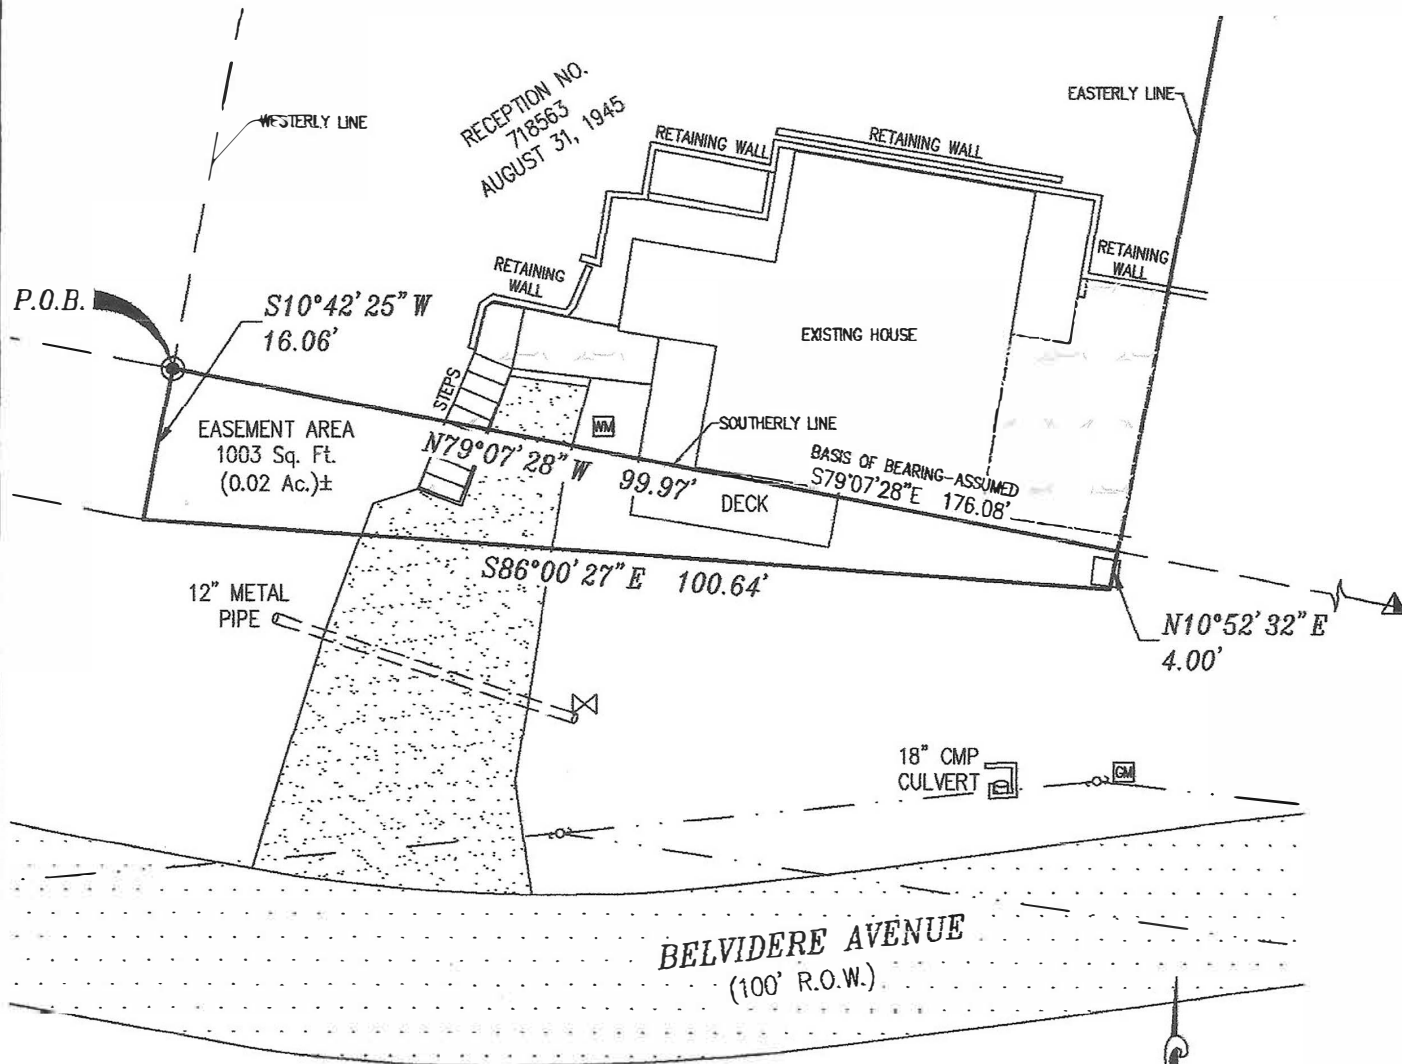 RECEPTION NO.
718563
AUGUST 31, 1945
WESTERLY LINE
EASTERLY LINE
RETAINING WALL
RETAINING WALL
RETAINING
WALL
RETAINING
WALL
P.O.B.
S10°42'25"W
16.06'
EXISTING HOUSE
STEPS
WM
SOUTHERLY LINE
EASEMENT AREA
1003 Sq. Ft.
(0.02 Ac.)±
N79°07'28"W 99.97'
BASIS OF BEARING-ASSUMED
S79°07'28"E 176.08'
DECK
S86°00'27"E 100.64'
12" METAL
PIPE
N10°52'32"E
4.00'
18" CMP
CULVERT
GM
BELVIDERE AVENUE
(100' R.O.W.)